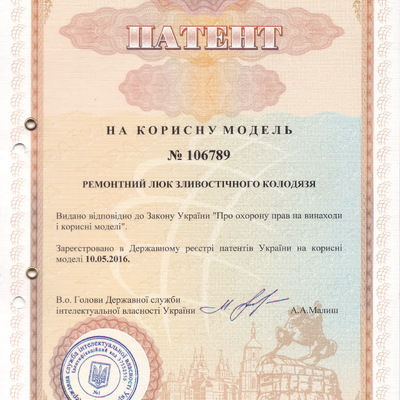 ПАТЕНТ
НА КОРИСНУ МОДЕЛЬ
№ 106789
РЕМОНТНИЙ ЛЮК ЗЛИВОСТІЧНОГО КОЛОДЯЗЯ
Видано відповідно до Закону України "Про охорону прав на винаходи
і корисні моделі".
Зареєстровано в Державному реєстрі патентів України на корисні
моделі 10.05.2016.
В.о. Голови Державної служби
інтелектуальної власності України
А.А.Малиш